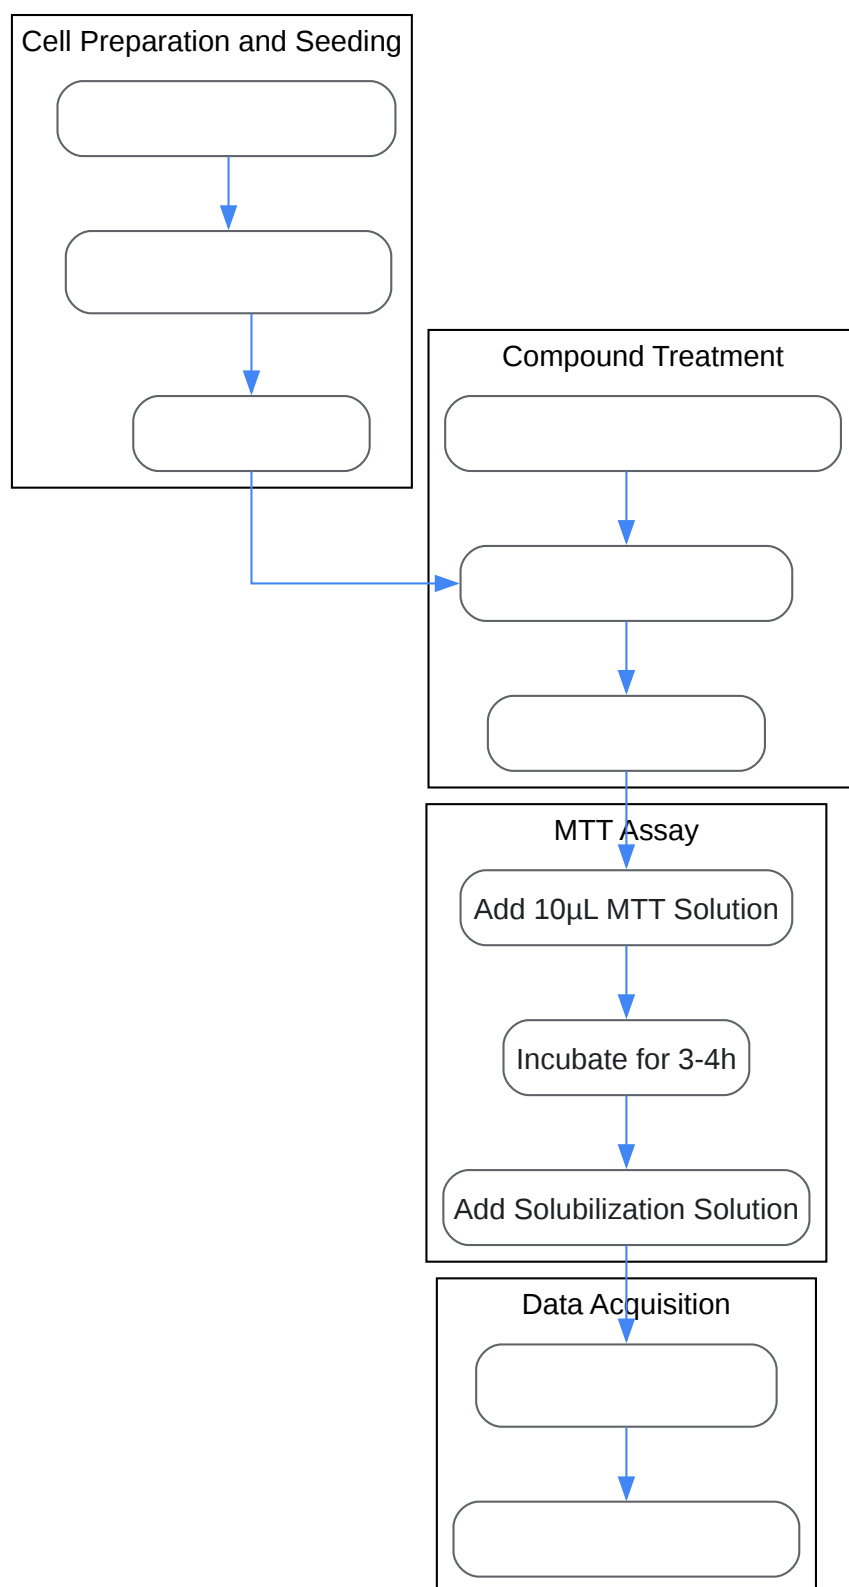 Cell Preparation and Seeding
Compound Treatment
MTT Assay
Add 10µL MTT Solution
Incubate for 3-4h
Add Solubilization Solution
Data Acquisition